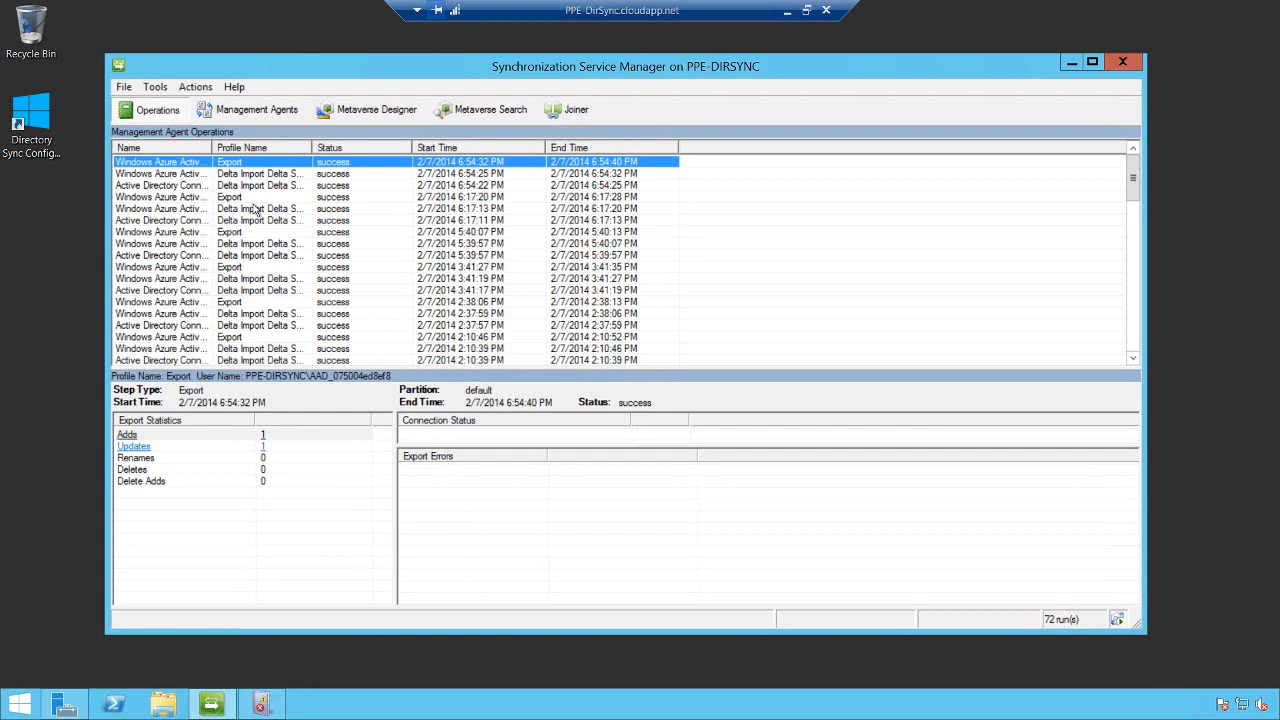 PPE-DirSync.cloudapp.net
Recycle Bin
Directory
Sync Config...
Synchronization Service Manager on PPE-DIRSYNC
File Tools Actions Help
Operations Management Agents Metaverse Designer Metaverse Search Joiner
Management Agent Operations
Name Profile Name Status Start Time End Time
Windows Azure Activ... Export success 2/7/2014 6:54:32 PM 2/7/2014 6:54:40 PM
Windows Azure Activ... Delta Import Delta S... success 2/7/2014 6:54:25 PM 2/7/2014 6:54:32 PM
Active Directory Conn... Delta Import Delta S... success 2/7/2014 6:54:22 PM 2/7/2014 6:54:25 PM
Windows Azure Activ... Export success 2/7/2014 6:17:20 PM 2/7/2014 6:17:28 PM
Windows Azure Activ... Delta Import Delta S... success 2/7/2014 6:17:13 PM 2/7/2014 6:17:20 PM
Active Directory Conn... Delta Import Delta S... success 2/7/2014 6:17:11 PM 2/7/2014 6:17:13 PM
Windows Azure Activ... Export success 2/7/2014 5:40:07 PM 2/7/2014 5:40:13 PM
Windows Azure Activ... Delta Import Delta S... success 2/7/2014 5:39:57 PM 2/7/2014 5:40:07 PM
Active Directory Conn... Delta Import Delta S... success 2/7/2014 5:39:57 PM 2/7/2014 5:39:57 PM
Windows Azure Activ... Export success 2/7/2014 3:41:27 PM 2/7/2014 3:41:35 PM
Windows Azure Activ... Delta Import Delta S... success 2/7/2014 3:41:19 PM 2/7/2014 3:41:27 PM
Active Directory Conn... Delta Import Delta S... success 2/7/2014 3:41:17 PM 2/7/2014 3:41:19 PM
Windows Azure Activ... Export success 2/7/2014 2:38:06 PM 2/7/2014 2:38:13 PM
Windows Azure Activ... Delta Import Delta S... success 2/7/2014 2:37:59 PM 2/7/2014 2:38:06 PM
Active Directory Conn... Delta Import Delta S... success 2/7/2014 2:37:57 PM 2/7/2014 2:37:59 PM
Windows Azure Activ... Export success 2/7/2014 2:10:46 PM 2/7/2014 2:10:52 PM
Windows Azure Activ... Delta Import Delta S... success 2/7/2014 2:10:39 PM 2/7/2014 2:10:46 PM
Active Directory Conn... Delta Import Delta S... success 2/7/2014 2:10:39 PM 2/7/2014 2:10:39 PM
Profile Name: Export User Name: PPE-DIRSYNC\AAD_075004ed8ef8
Step Type: Export Partition: default
Start Time: 2/7/2014 6:54:32 PM End Time: 2/7/2014 6:54:40 PM Status: success
Export Statistics Connection Status
Adds 1
Updates 1
Renames 0
Deletes 0
Delete Adds 0
Export Errors
72 run(s)